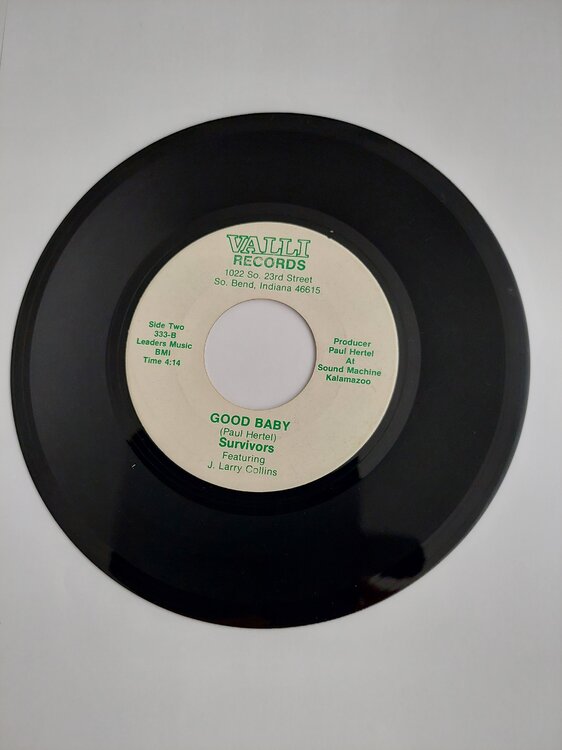 VALLI
RECORDS
1022 So. 23rd Street
So. Bend, Indiana 46615
Side Two
333-B
Leaders Music
BMI
Time 4:14
Producer
Paul Hertel
At
Sound Machine
Kalamazoo
GOOD BABY
(Paul Hertel)
Survivors
Featuring
J. Larry Collins